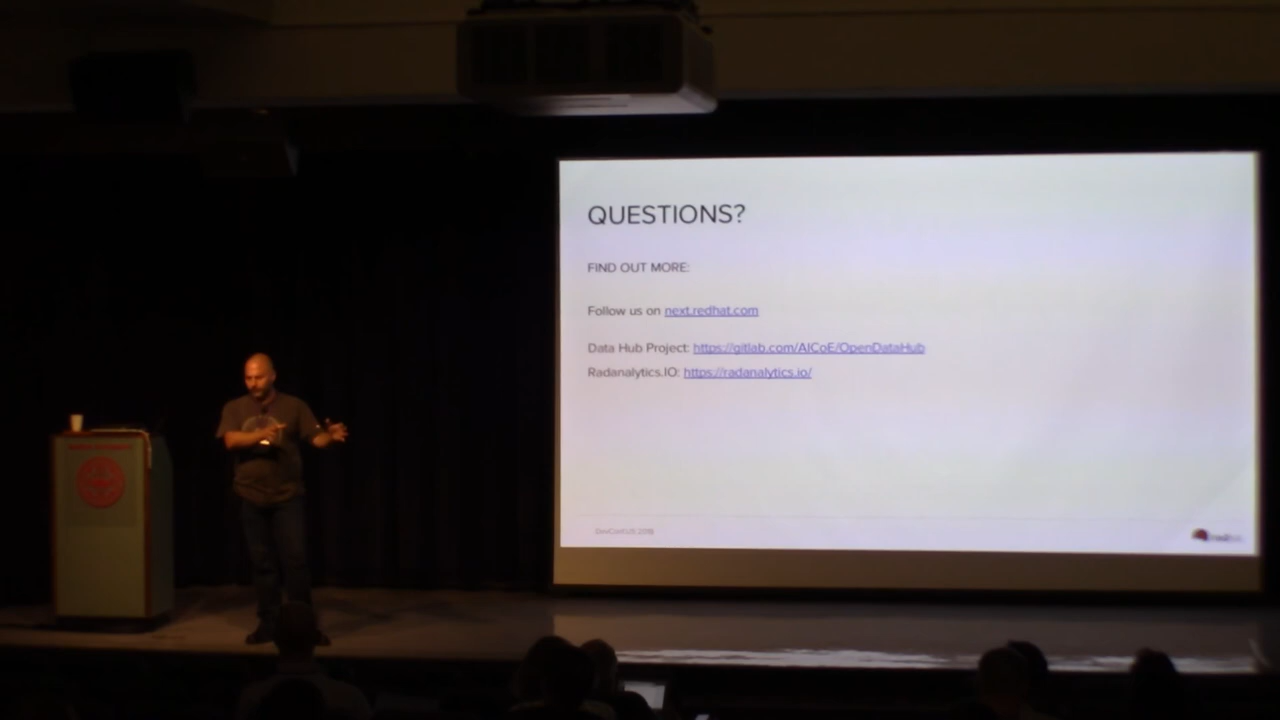 QUESTIONS?
FIND OUT MORE:
Follow us on next.redhat.com
Data Hub Project: https://gitlab.com/AICoE/OpenDataHub
Radanalytics.IO: https://radanalytics.io/